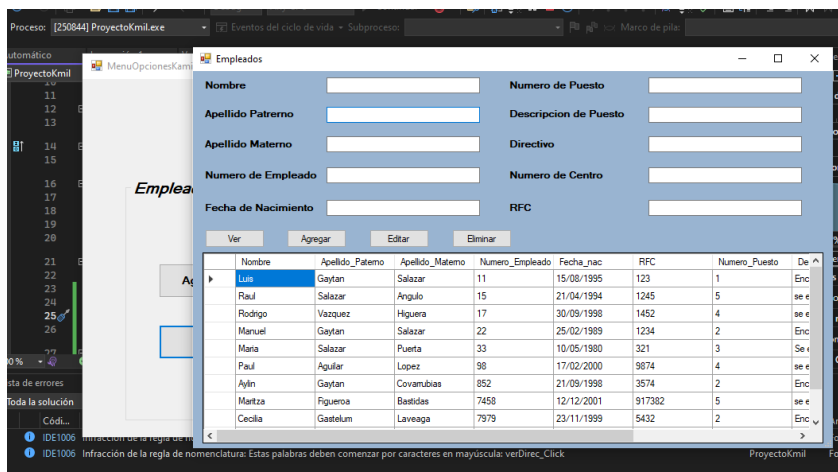 Proceso: [250844] ProyectoKmil.exe Eventos del ciclo de vida Subproceso: Marco de pila:
utomático
ProyectoKmil
11
12
13
14
15
16
17
18
19
20
21
22
23
24
25
26
27
MenuOpcionesKami
Emplea
Empleados
Nombre Numero de Puesto
Apellido Patrerno Descripcion de Puesto
Apellido Materno Directivo
Numero de Empleado Numero de Centro
Fecha de Nacimiento RFC
Ver Agregar Editar Eliminar
Nombre Apellido_Paterno Apellido_Materno Numero_Empleado Fecha_nac RFC Numero_Puesto De
Luis Gaytan Salazar 11 15/08/1995 123 1 Enc
Raul Salazar Angulo 15 21/04/1994 1245 5 se e
Rodrigo Vazquez Higuera 17 30/09/1998 1452 4 se e
Manuel Gaytan Salazar 22 25/02/1989 1234 2 Enc
Maria Salazar Puerta 33 10/05/1980 321 3 Se e
Paul Aguilar Lopez 98 17/02/2000 9874 4 se e
Aylin Gaytan Covarrubias 852 21/09/1998 3574 2 Enc
Maritza Figueroa Bastidas 7458 12/12/2001 917382 5 se e
Cecilia Gastelum Laveaga 7979 23/11/1999 5432 2 Enc
sta de errores
Toda la solución
Códi...
IDE1006 Infracción de la regla de no
IDE1006 Infracción de la regla de nomenclatura: Estas palabras deben comenzar por caracteres en mayúscula: verDirec_Click ProyectoKmil